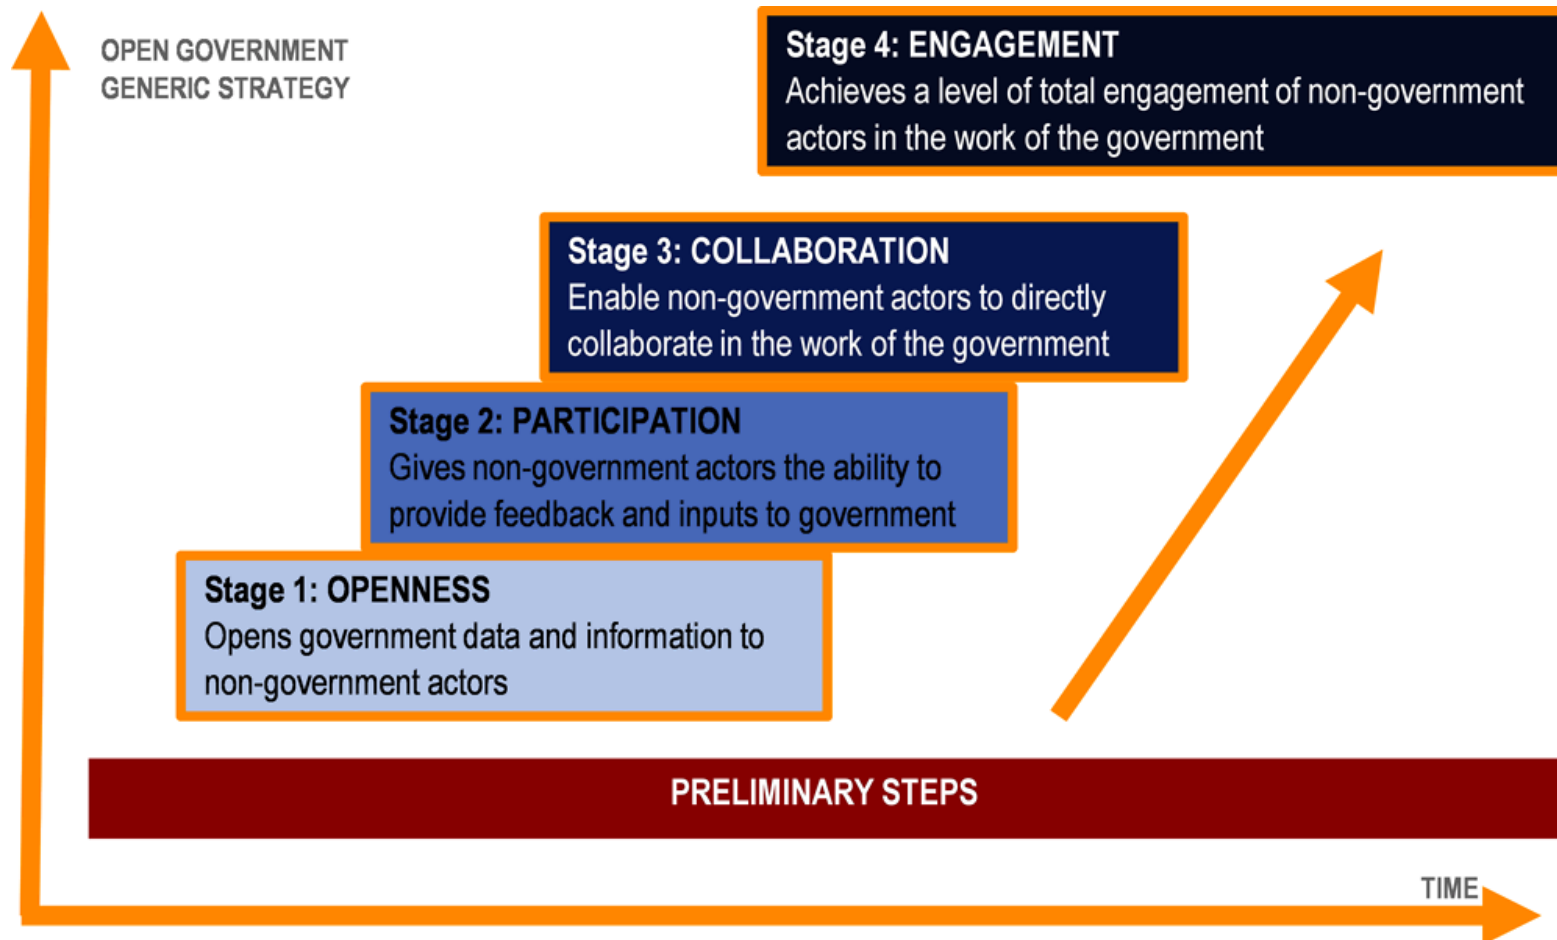 OPEN GOVERNMENT
GENERIC STRATEGY
Stage 4: ENGAGEMENT
Achieves a level of total engagement of non-government
actors in the work of the government
Stage 3: COLLABORATION
Enable non-government actors to directly
collaborate in the work of the government
Stage 2: PARTICIPATION
Gives non-government actors the ability to
provide feedback and inputs to government
Stage 1: OPENNESS
Opens government data and information to
non-government actors
PRELIMINARY STEPS
TIME